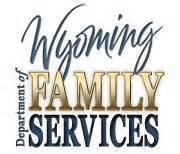 Wyoming
Department of
FAMILY
SERVICES